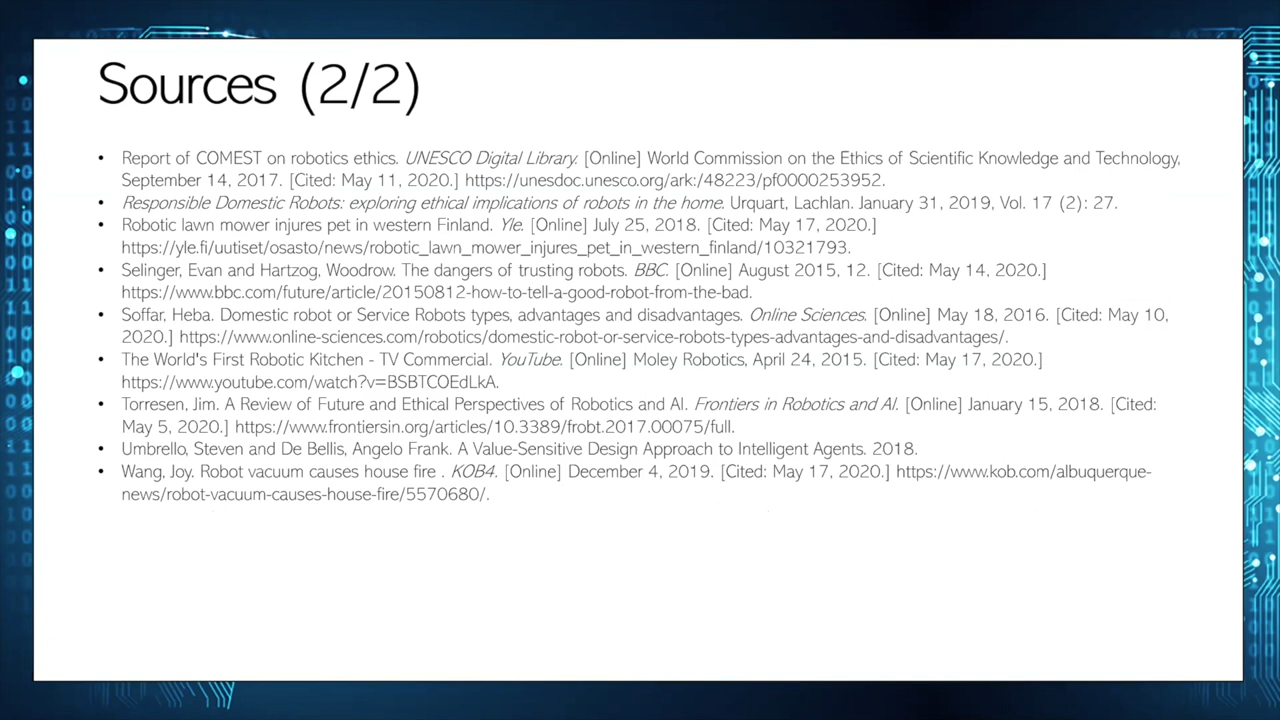 Sources (2/2)
• Report of COMEST on robotics ethics. UNESCO Digital Library. [Online] World Commission on the Ethics of Scientific Knowledge and Technology,
September 14, 2017. [Cited: May 11, 2020.] https://unesdoc.unesco.org/ark:/48223/pf0000253952.
• Responsible Domestic Robots: exploring ethical implications of robots in the home. Urquart, Lachlan. January 31, 2019, Vol. 17 (2): 27.
• Robotic lawn mower injures pet in western Finland. Yle. [Online] July 25, 2018. [Cited: May 17, 2020.]
https://yle.fi/uutiset/osasto/news/robotic_lawn_mower_injures_pet_in_western_finland/10321793.
• Selinger, Evan and Hartzog, Woodrow. The dangers of trusting robots. BBC. [Online] August 2015, 12. [Cited: May 14, 2020.]
https://www.bbc.com/future/article/20150812-how-to-tell-a-good-robot-from-the-bad.
• Soffar, Heba. Domestic robot or Service Robots types, advantages and disadvantages. Online Sciences. [Online] May 18, 2016. [Cited: May 10,
2020.] https://www.online-sciences.com/robotics/domestic-robot-or-service-robots-types-advantages-and-disadvantages/.
• The World's First Robotic Kitchen - TV Commercial. YouTube. [Online] Moley Robotics, April 24, 2015. [Cited: May 17, 2020.]
https://www.youtube.com/watch?v=BSBTCOEdLkA.
• Torresen, Jim. A Review of Future and Ethical Perspectives of Robotics and AI. Frontiers in Robotics and AI. [Online] January 15, 2018. [Cited:
May 5, 2020.] https://www.frontiersin.org/articles/10.3389/frobt.2017.00075/full.
• Umbrello, Steven and De Bellis, Angelo Frank. A Value-Sensitive Design Approach to Intelligent Agents. 2018.
• Wang, Joy. Robot vacuum causes house fire . KOB4. [Online] December 4, 2019. [Cited: May 17, 2020.] https://www.kob.com/albuquerque-
news/robot-vacuum-causes-house-fire/5570680/.